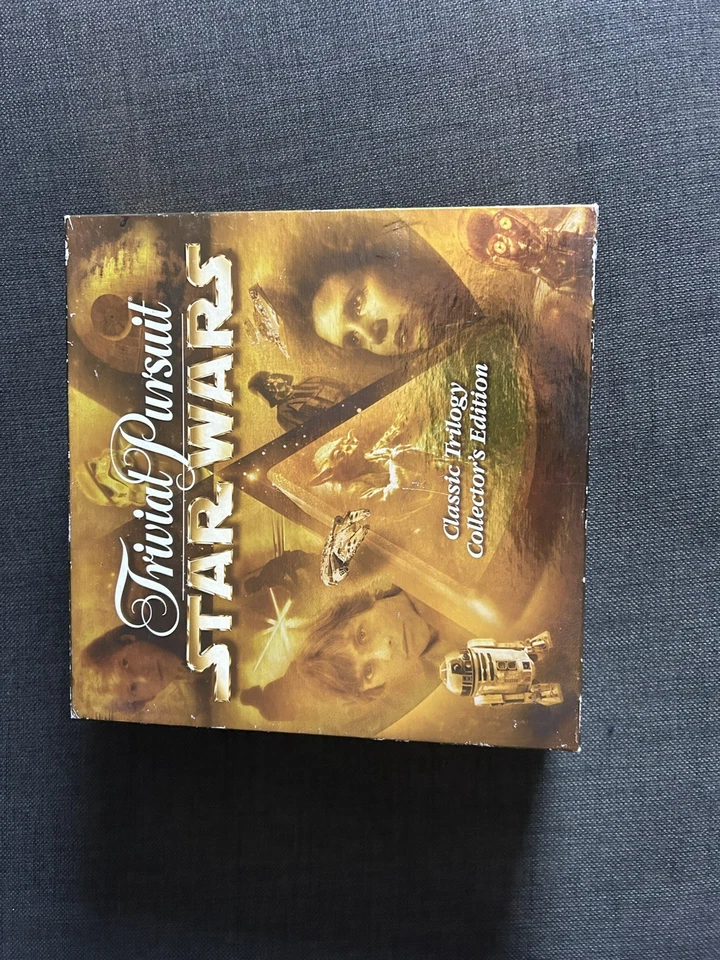 Trivial Pursuit
STAR WARS
Classic Trilogy
Collector's Edition